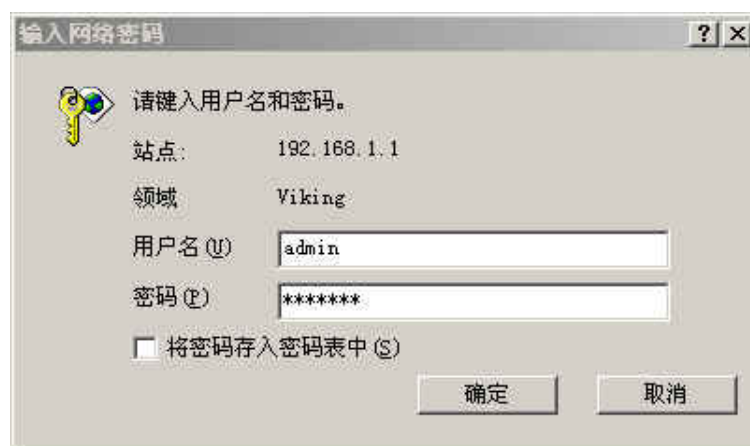 输入网络密码
请键入用户名和密码。
站点: 192.168.1.1
领域 Viking
用户名(U) admin
密码(P) *******
将密码存入密码表中(S)
确定 取消